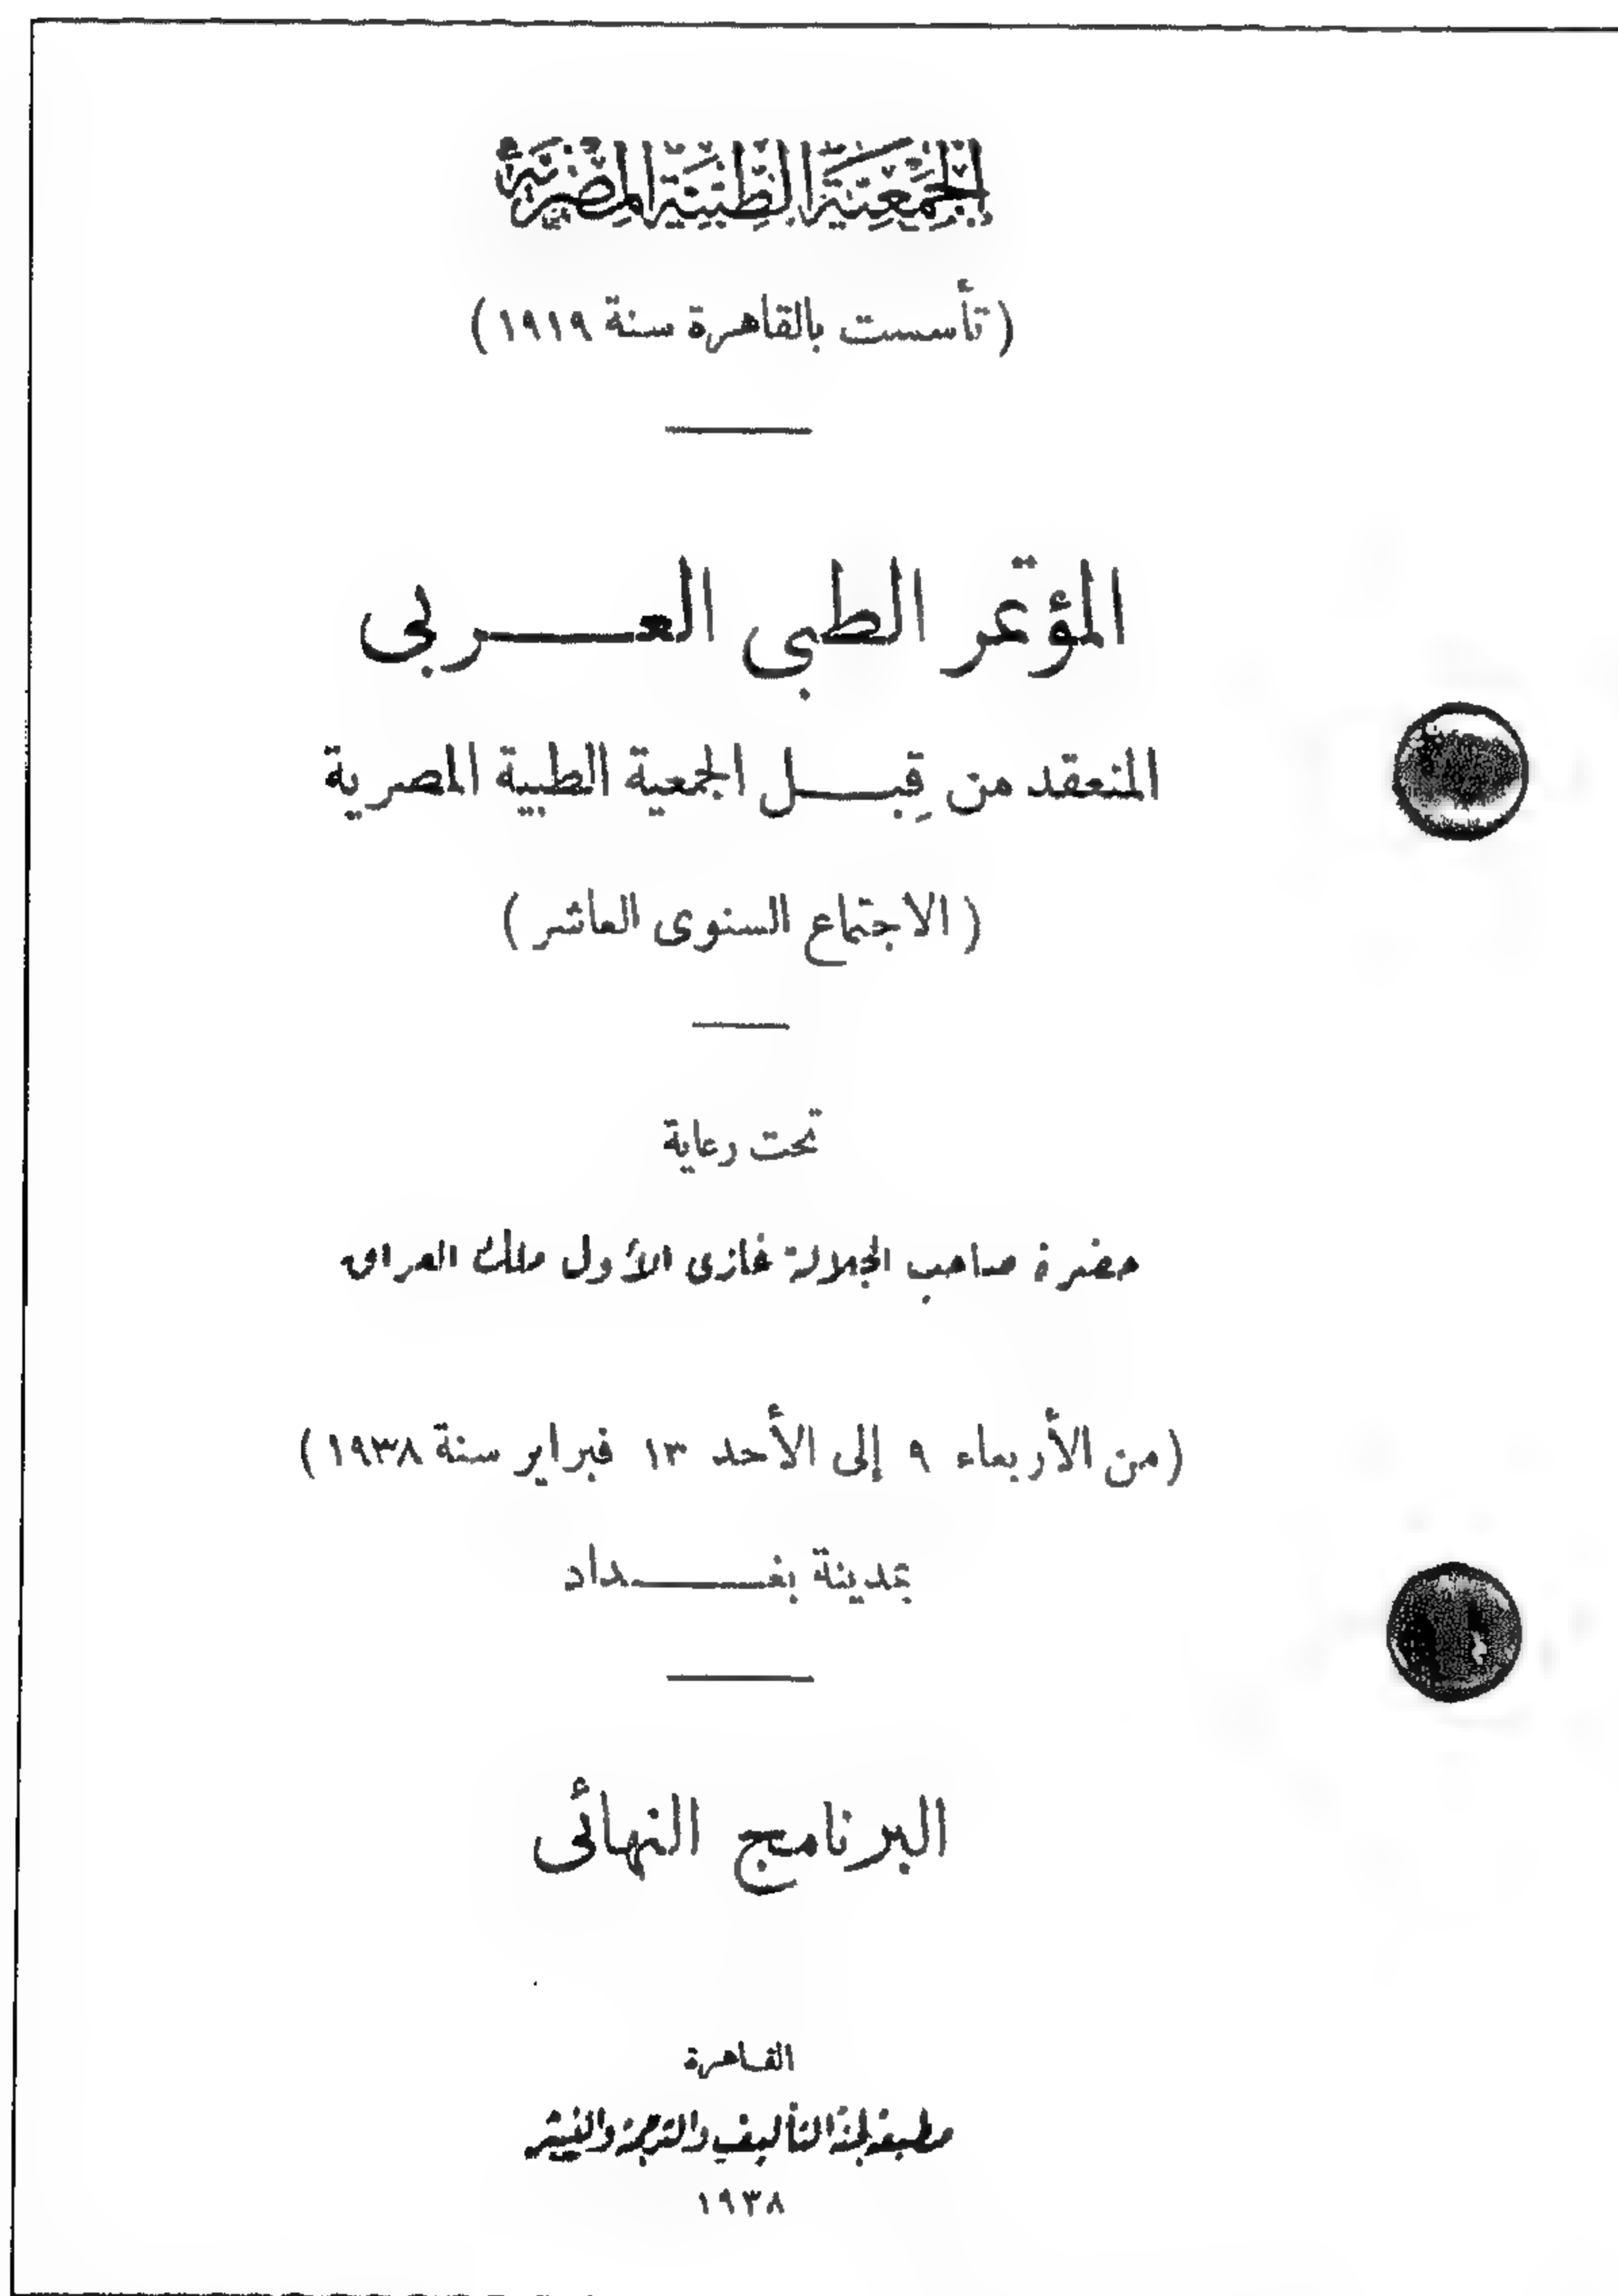 الجمعية الطبية المصرية
(تأسست بالقاهرة سنة ١٩١٩)
المؤتمر الطبى العـــربى
المنعقد من قِبـــل الجمعية الطبية المصرية
(الاجتماع السنوى العاشر)
تحت رعاية
حضرة صاحب الجلالة غازى الأول ملك العراق
(من الأربعاء ٩ إلى الأحد ١٣ فبراير سنة ١٩٣٨)
بمدينة بغـــداد
البرنامج النهائى
القاهرة
مطبعة لجنة التأليف والترجمة والنشر
١٩٣٨